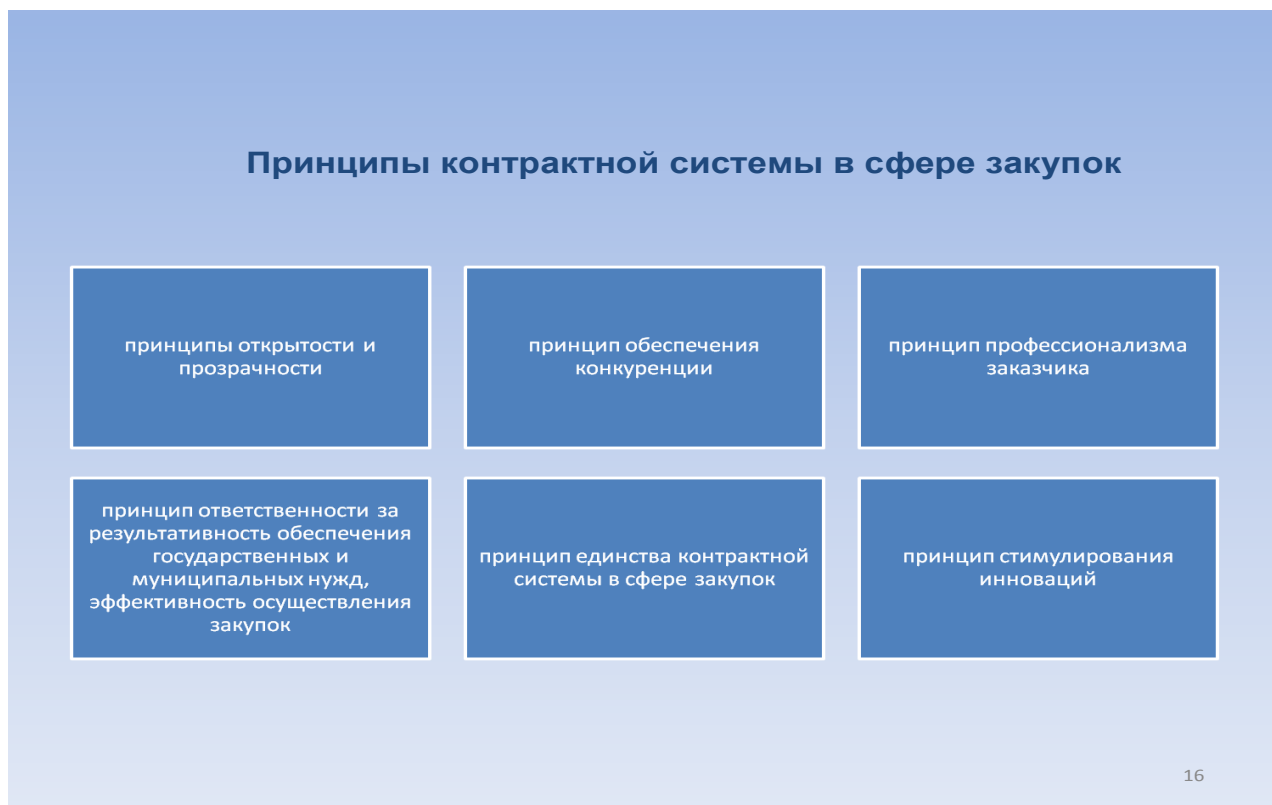 Принципы контрактной системы в сфере закупок
принципы открытости и
прозрачности
принцип обеспечения
конкуренции
принцип профессионализма
заказчика
принцип ответственности за
результативность обеспечения
государственных и
муниципальных нужд,
эффективность осуществления
закупок
принцип единства контрактной
системы в сфере закупок
принцип стимулирования
инноваций
16